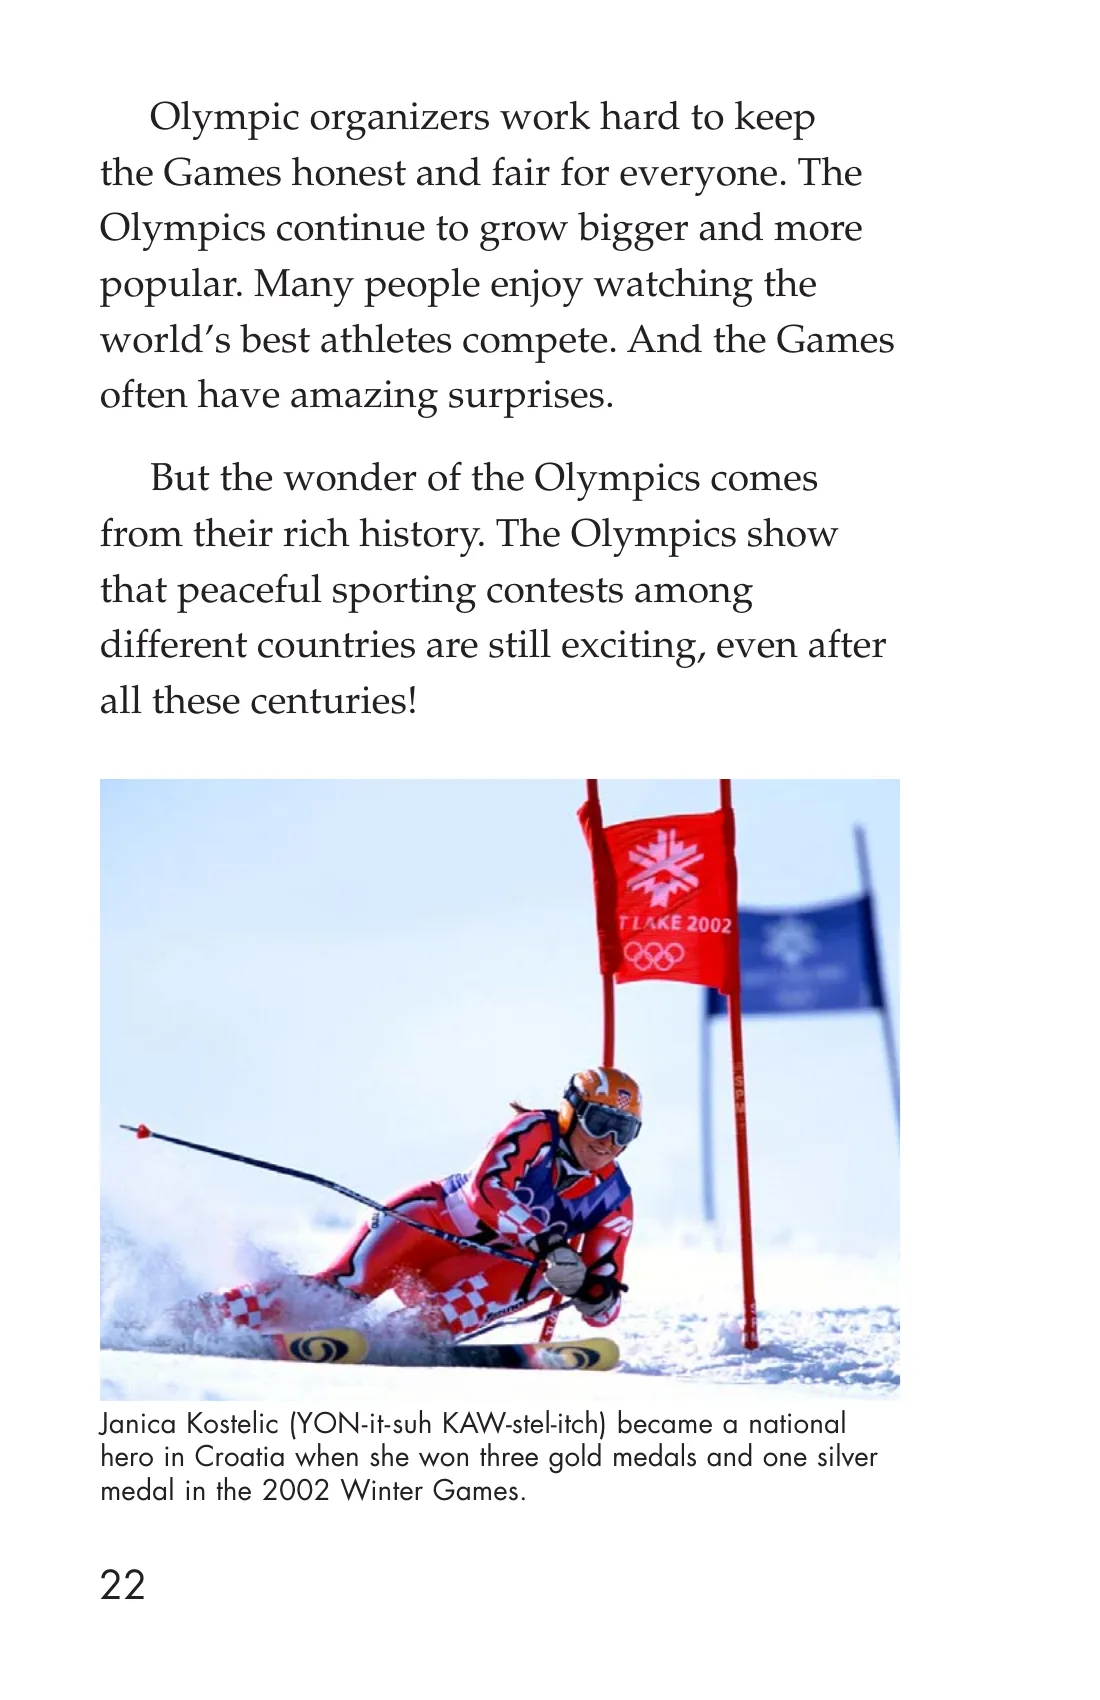 Olympic organizers work hard to keep
the Games honest and fair for everyone. The
Olympics continue to grow bigger and more
popular. Many people enjoy watching the
world’s best athletes compete. And the Games
often have amazing surprises.
But the wonder of the Olympics comes
from their rich history. The Olympics show
that peaceful sporting contests among
different countries are still exciting, even after
all these centuries!
T LAKE 2002
Janica Kostelic (YON-it-suh KAW-stel-itch) became a national
hero in Croatia when she won three gold medals and one silver
medal in the 2002 Winter Games.
22